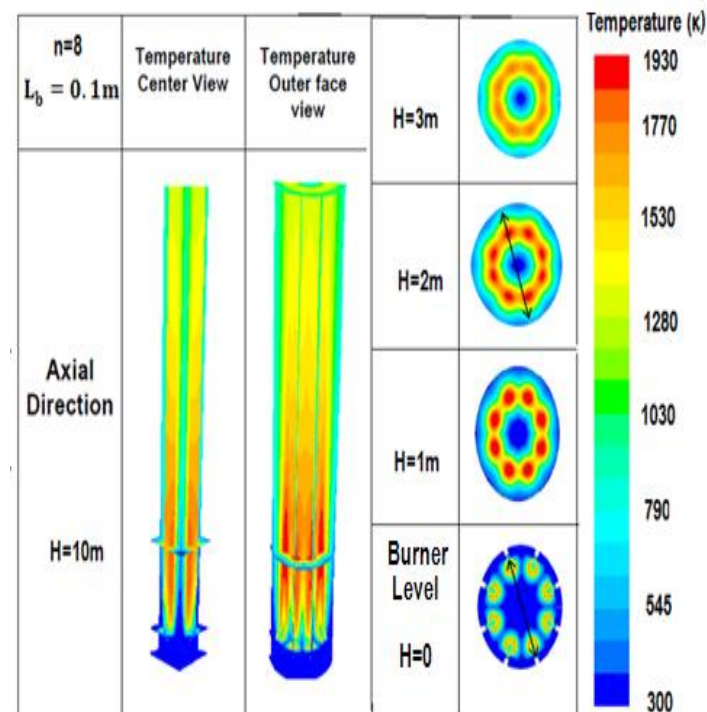 n=8
L_b = 0.1m
Temperature
Center View
Temperature
Outer face
view
Axial
Direction
H=10m
H=3m
H=2m
H=1m
Burner
Level
H=0
Temperature (K)
1930
1770
1530
1280
1030
790
545
300